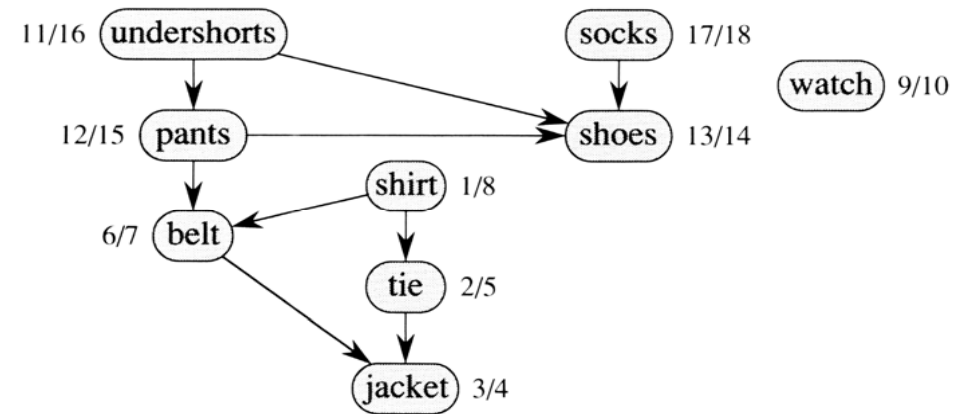 11/16 undershorts socks 17/18
watch 9/10
12/15 pants shoes 13/14
shirt 1/8
6/7 belt
tie 2/5
jacket 3/4